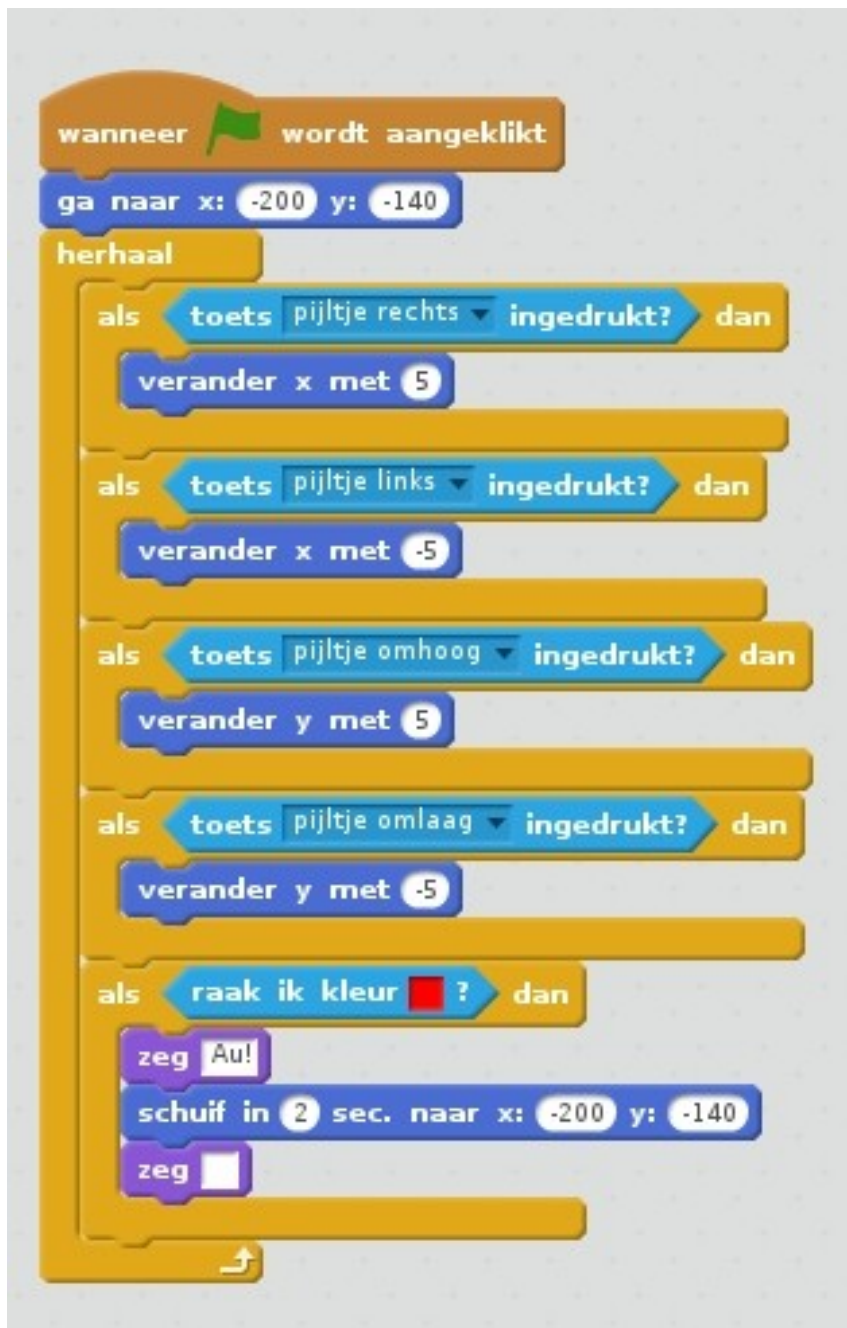 wanneer wordt aangeklikt
ga naar x: -200 y: -140
herhaal
als toets pijltje rechts ingedrukt? dan
verander x met 5
als toets pijltje links ingedrukt? dan
verander x met -5
als toets pijltje omhoog ingedrukt? dan
verander y met 5
als toets pijltje omlaag ingedrukt? dan
verander y met -5
als raak ik kleur ? dan
zeg Au!
schuif in 2 sec. naar x: -200 y: -140
zeg